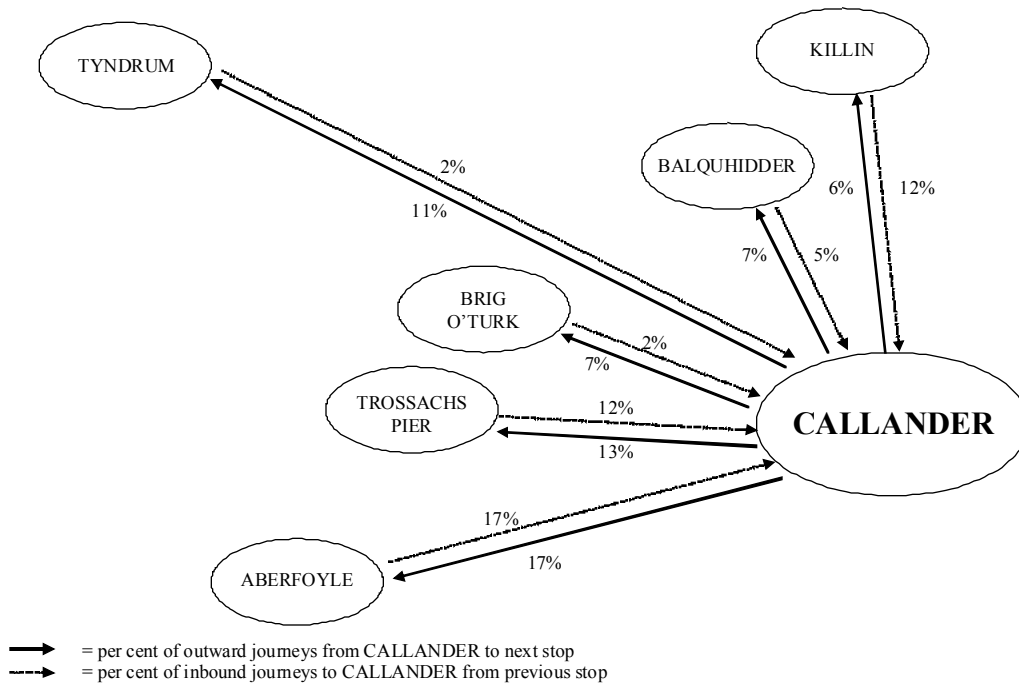 KILLIN
TYNDRUM
BALQUHIDDER
2%
11%
6%
12%
7%
5%
BRIG
O'TURK
2%
7%
TROSSACHS
PIER
12%
13%
CALLANDER
17%
17%
ABERFOYLE
= per cent of outward journeys from CALLANDER to next stop
= per cent of inbound journeys to CALLANDER from previous stop